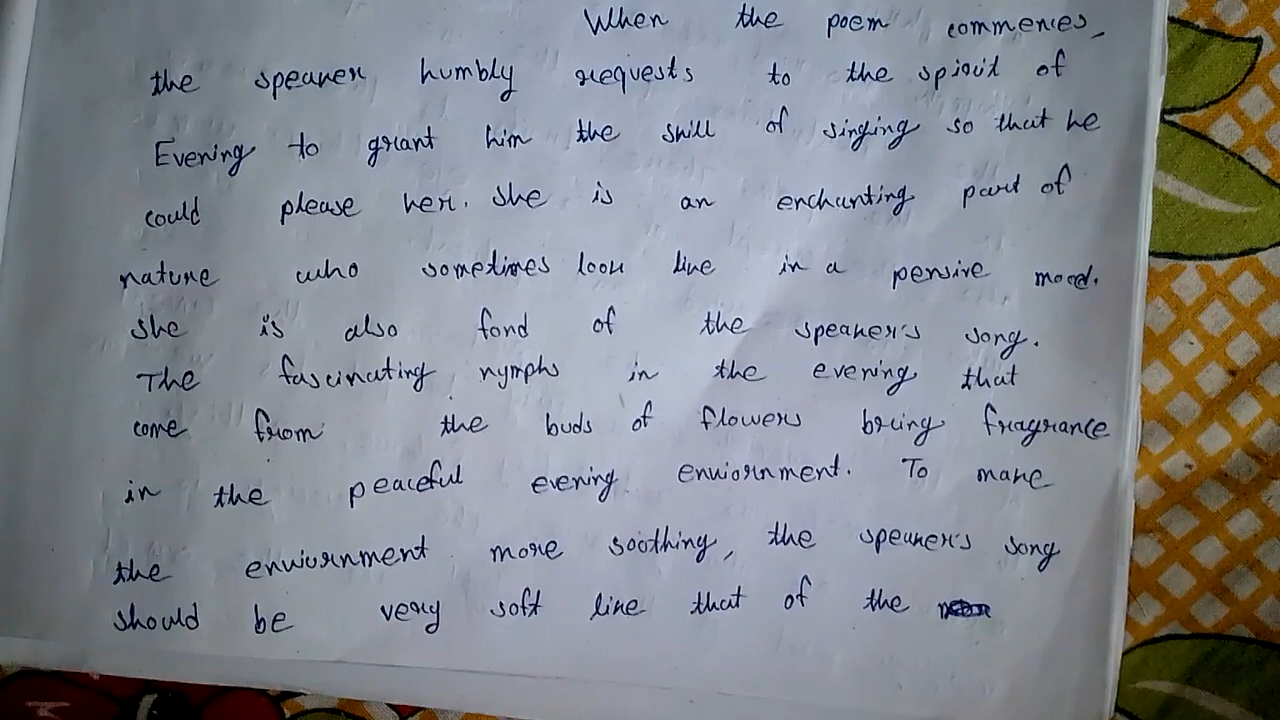 When the poem commences,
the speaker humbly requests to the spirit of
Evening to grant him the skill of singing so that he
could please her. She is an enchanting part of
nature who sometimes look like in a pensive mood.
She is also fond of the speaker's song.
The fascinating nymphs in the evening that
come from the buds of flowers bring fragrance
in the peaceful evening enviornment. To make
the enviornment more soothing, the speaker's song
should be very soft like that of the